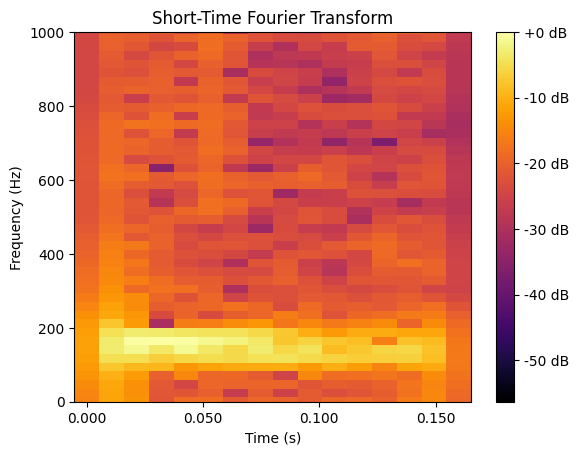 Short-Time Fourier Transform
1000
800
600
400
200
0
Frequency (Hz)
0.000
0.050
0.100
0.150
Time (s)
+0 dB
-10 dB
-20 dB
-30 dB
-40 dB
-50 dB